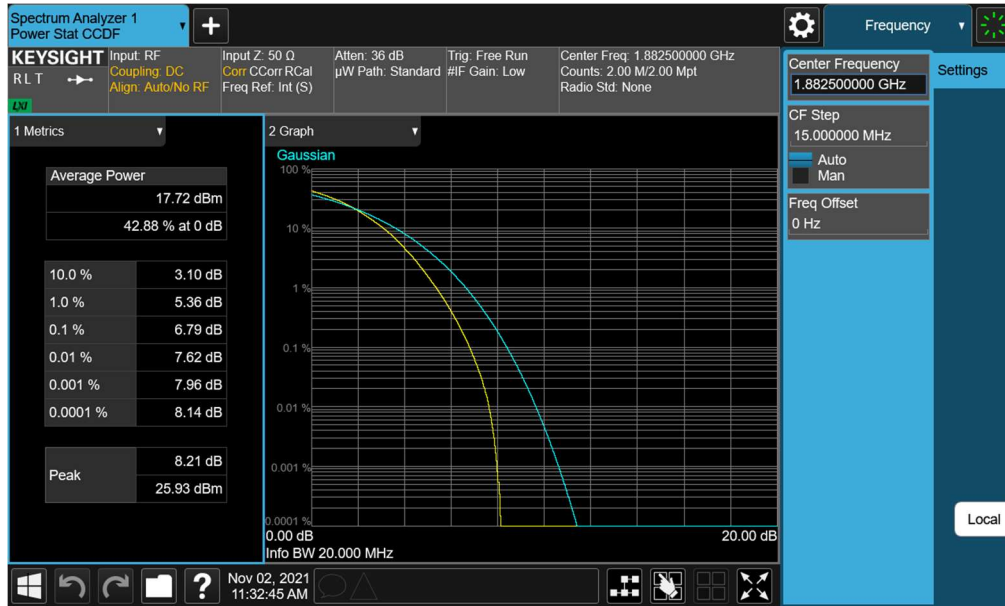 Spectrum Analyzer 1
Power Stat CCDF
Frequency
KEYSIGHT
RLT
LXI
Input: RF
Coupling: DC
Align: Auto/No RF
Input Z: 50 Ω
Corr CCorr RCal
Freq Ref: Int (S)
Atten: 36 dB
µW Path: Standard
Trig: Free Run
#IF Gain: Low
Center Freq: 1.882500000 GHz
Counts: 2.00 M/2.00 Mpt
Radio Std: None
Center Frequency
1.882500000 GHz
Settings
CF Step
15.000000 MHz
Auto
Man
Freq Offset
0 Hz
1 Metrics
Average Power
17.72 dBm
42.88 % at 0 dB
10.0 % 3.10 dB
1.0 % 5.36 dB
0.1 % 6.79 dB
0.01 % 7.62 dB
0.001 % 7.96 dB
0.0001 % 8.14 dB
Peak
8.21 dB
25.93 dBm
2 Graph
Gaussian
100 %
10 %
1 %
0.1 %
0.01 %
0.001 %
0.0001 %
0.00 dB 20.00 dB
Info BW 20.000 MHz
Local
?
Nov 02, 2021
11:32:45 AM